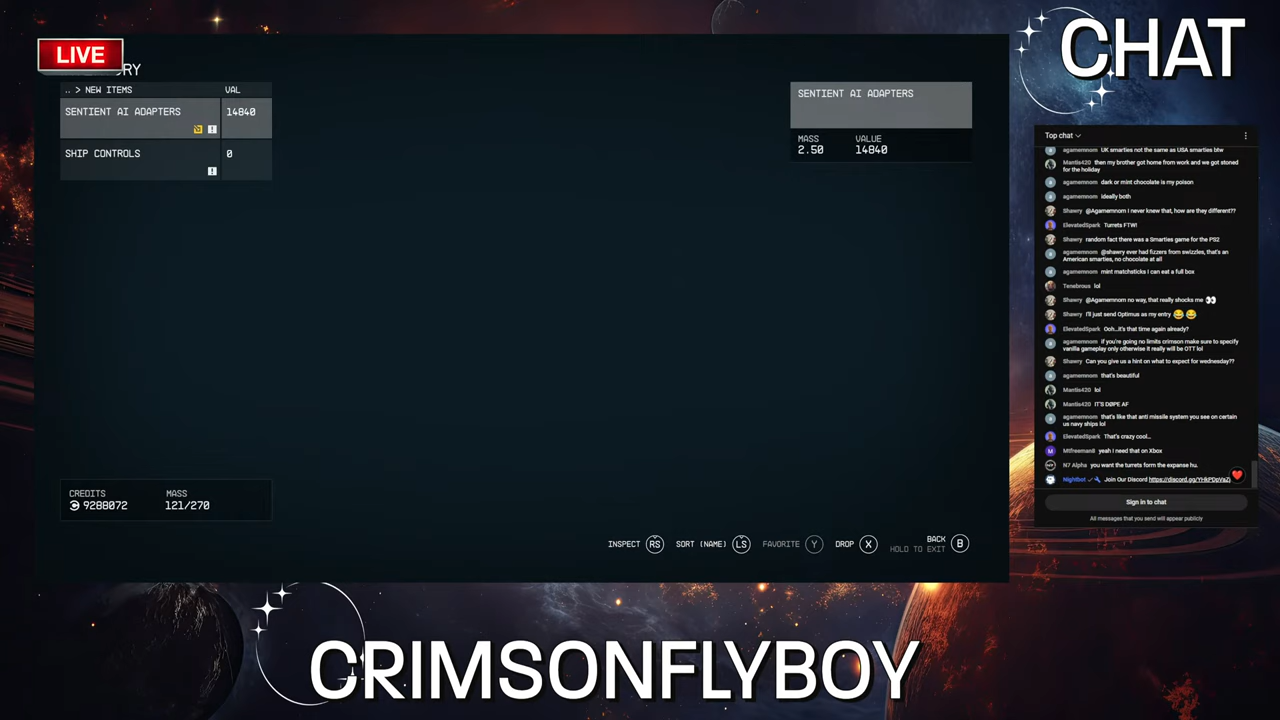 LIVE
RY
.. > NEW ITEMS VAL
SENTIENT AI ADAPTERS 14840
SHIP CONTROLS 0
SENTIENT AI ADAPTERS
MASS VALUE
2.50 14840
CREDITS MASS
9288072 121/270
INSPECT RS SORT (NAME) LS FAVORITE Y DROP X BACK B
HOLD TO EXIT
CHAT
Top chat
agamemnom UK smarties not the same as USA smarties btw
Mantis420 then my brother got home from work and we got stoned
for the holiday
agamemnom dark or mint chocolate is my poison
agamemnom ideally both
Shawry @Agamemnom I never knew that, how are they different??
ElevatedSpark Turrets FTW!
Shawry random fact there was a Smarties game for the PS2
agamemnom @shawry ever had fizzers from swizzles, that's an
American smarties, no chocolate at all
agamemnom mint matchsticks I can eat a full box
Tenebrous lol
Shawry @Agamemnom no way, that really shocks me 👀
Shawry I'll just send Optimus as my entry 😂 😂
ElevatedSpark Ooh...it's that time again already?
agamemnom if you're going no limits crimson make sure to specify
vanilla gameplay only otherwise it really will be OTT lol
Shawry Can you give us a hint on what to expect for wednesday??
agamemnom that's beautiful
Mantis420 lol
Mantis420 IT'S DØPE AF
agamemnom that's like that anti missile system you see on certain
us navy ships lol
ElevatedSpark That's crazy cool...
M Mtfreeman8 yeah I need that on Xbox
N7 Alpha you want the turrets form the expanse hu.
Nightbot Join Our Discord https://discord.gg/YHkPDpVaZj
Sign in to chat
All messages that you send will appear publicly
CRIMSONFLYBOY